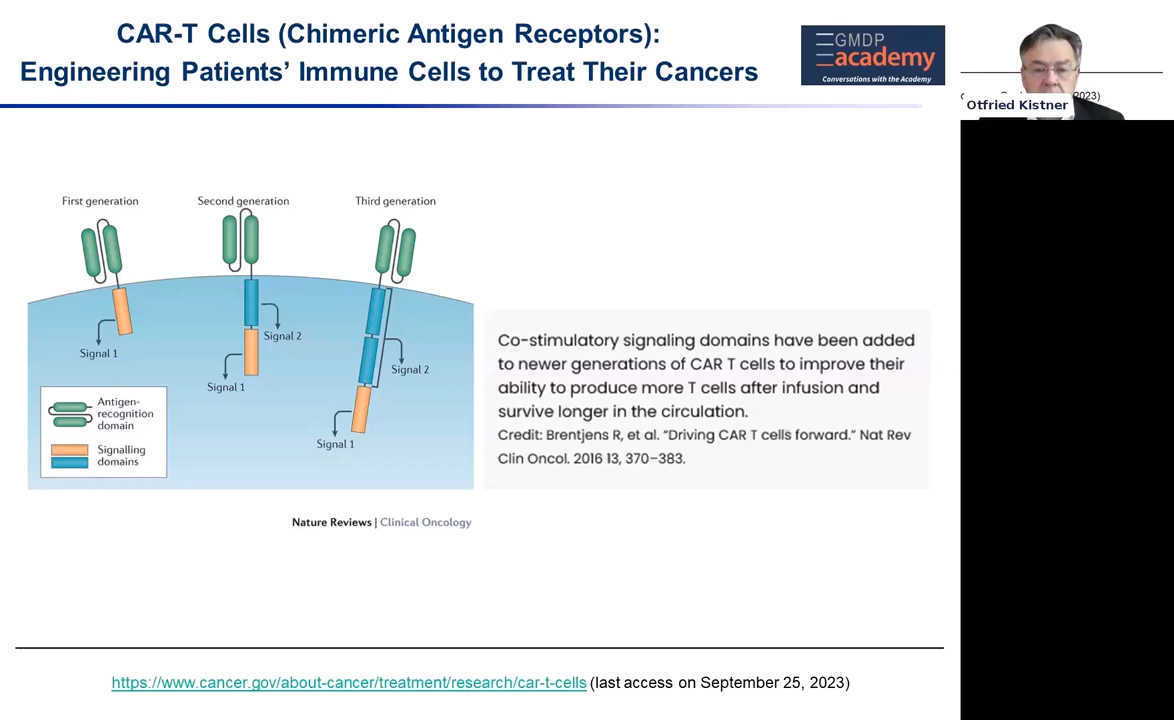 CAR-T Cells (Chimeric Antigen Receptors):
Engineering Patients’ Immune Cells to Treat Their Cancers
GMDP
academy
Conversations with the Academy
2023)
Otfried Kistner
First generation
Second generation
Third generation
Signal 2
Signal 1
Signal 2
Signal 1
Signal 1
Antigen-
recognition
domain
Signalling
domains
Nature Reviews | Clinical Oncology
Co-stimulatory signaling domains have been added
to newer generations of CAR T cells to improve their
ability to produce more T cells after infusion and
survive longer in the circulation.
Credit: Brentjens R, et al. “Driving CAR T cells forward.” Nat Rev
Clin Oncol. 2016 13, 370–383.
https://www.cancer.gov/about-cancer/treatment/research/car-t-cells (last access on September 25, 2023)